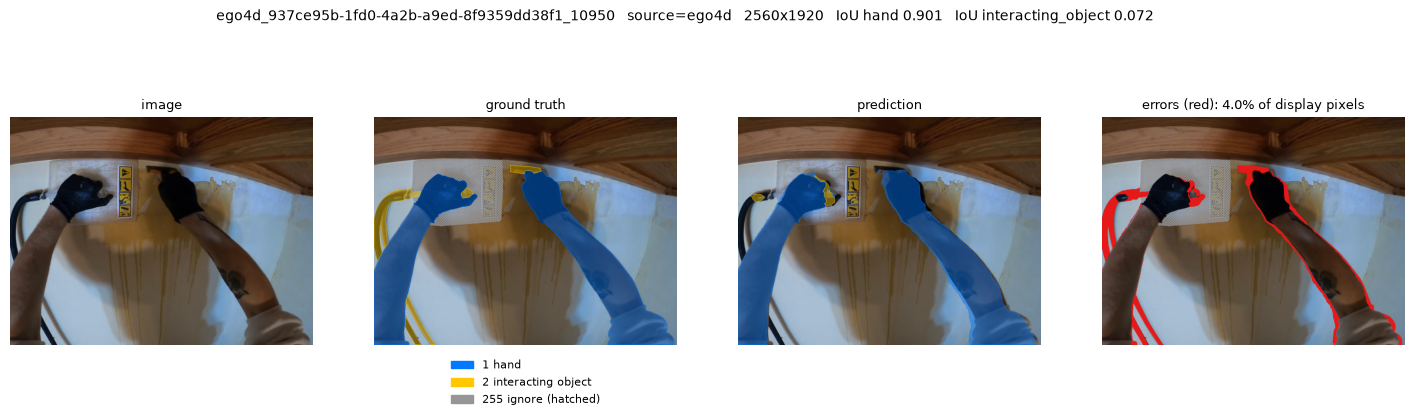 ego4d_937ce95b-1fd0-4a2b-a9ed-8f9359dd38f1_10950   source=ego4d   2560x1920   IoU hand 0.901   IoU interacting_object 0.072
image
ground truth
prediction
errors (red): 4.0% of display pixels
1 hand
2 interacting object
255 ignore (hatched)